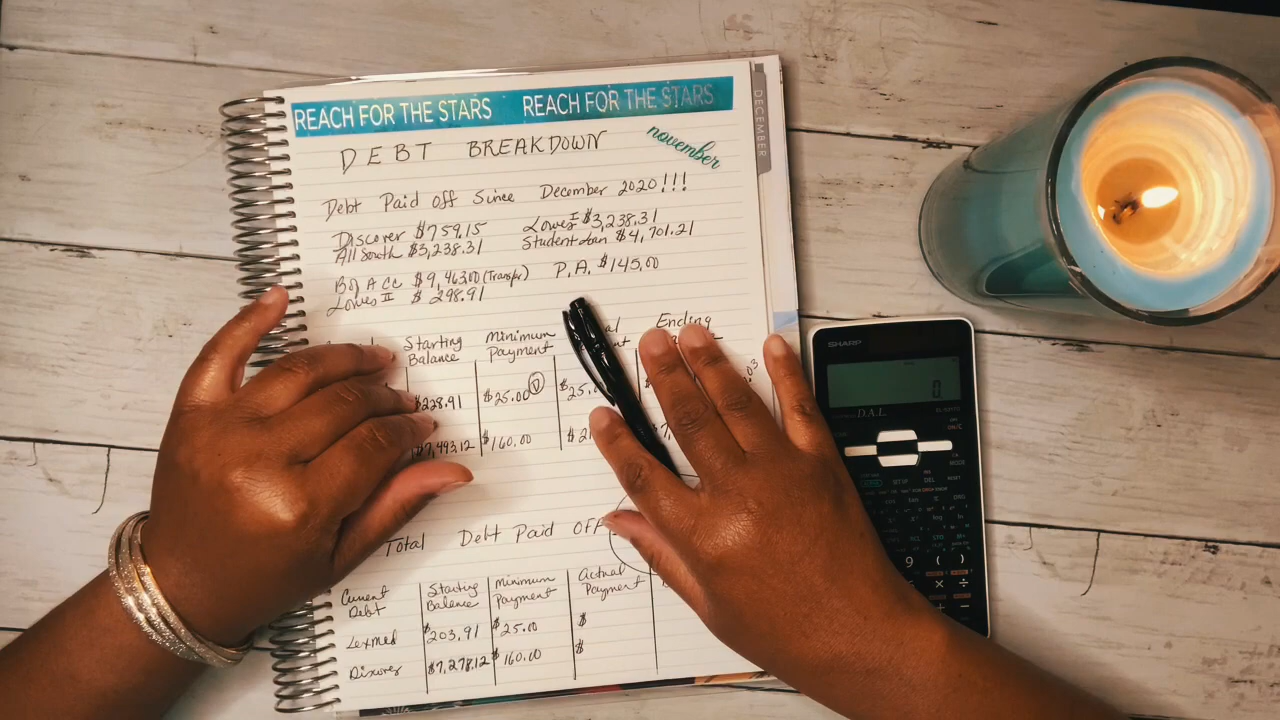 REACH FOR THE STARS REACH FOR THE STARS
DECEMBER
november
DEBT BREAKDOWN
Debt Paid off Since December 2020!!!
Discover $759.15 Lowes I $3,238.31
All South $3,238.31 Student Loan $4,701.21
B of A CC $9,463.00 (Transfer) P.A. $145.00
Lowes II $298.91
Starting Balance Minimum Payment Ending
$228.91 $25.00 $25.
$7,493.12 $160.00
Total Debt Paid Off
Current Debt Starting Balance Minimum Payment Actual Payment
Lexmed $203.91 $25.00 $
Discover $7,278.12 $160.00 $
SHARP
0.
D.A.L.